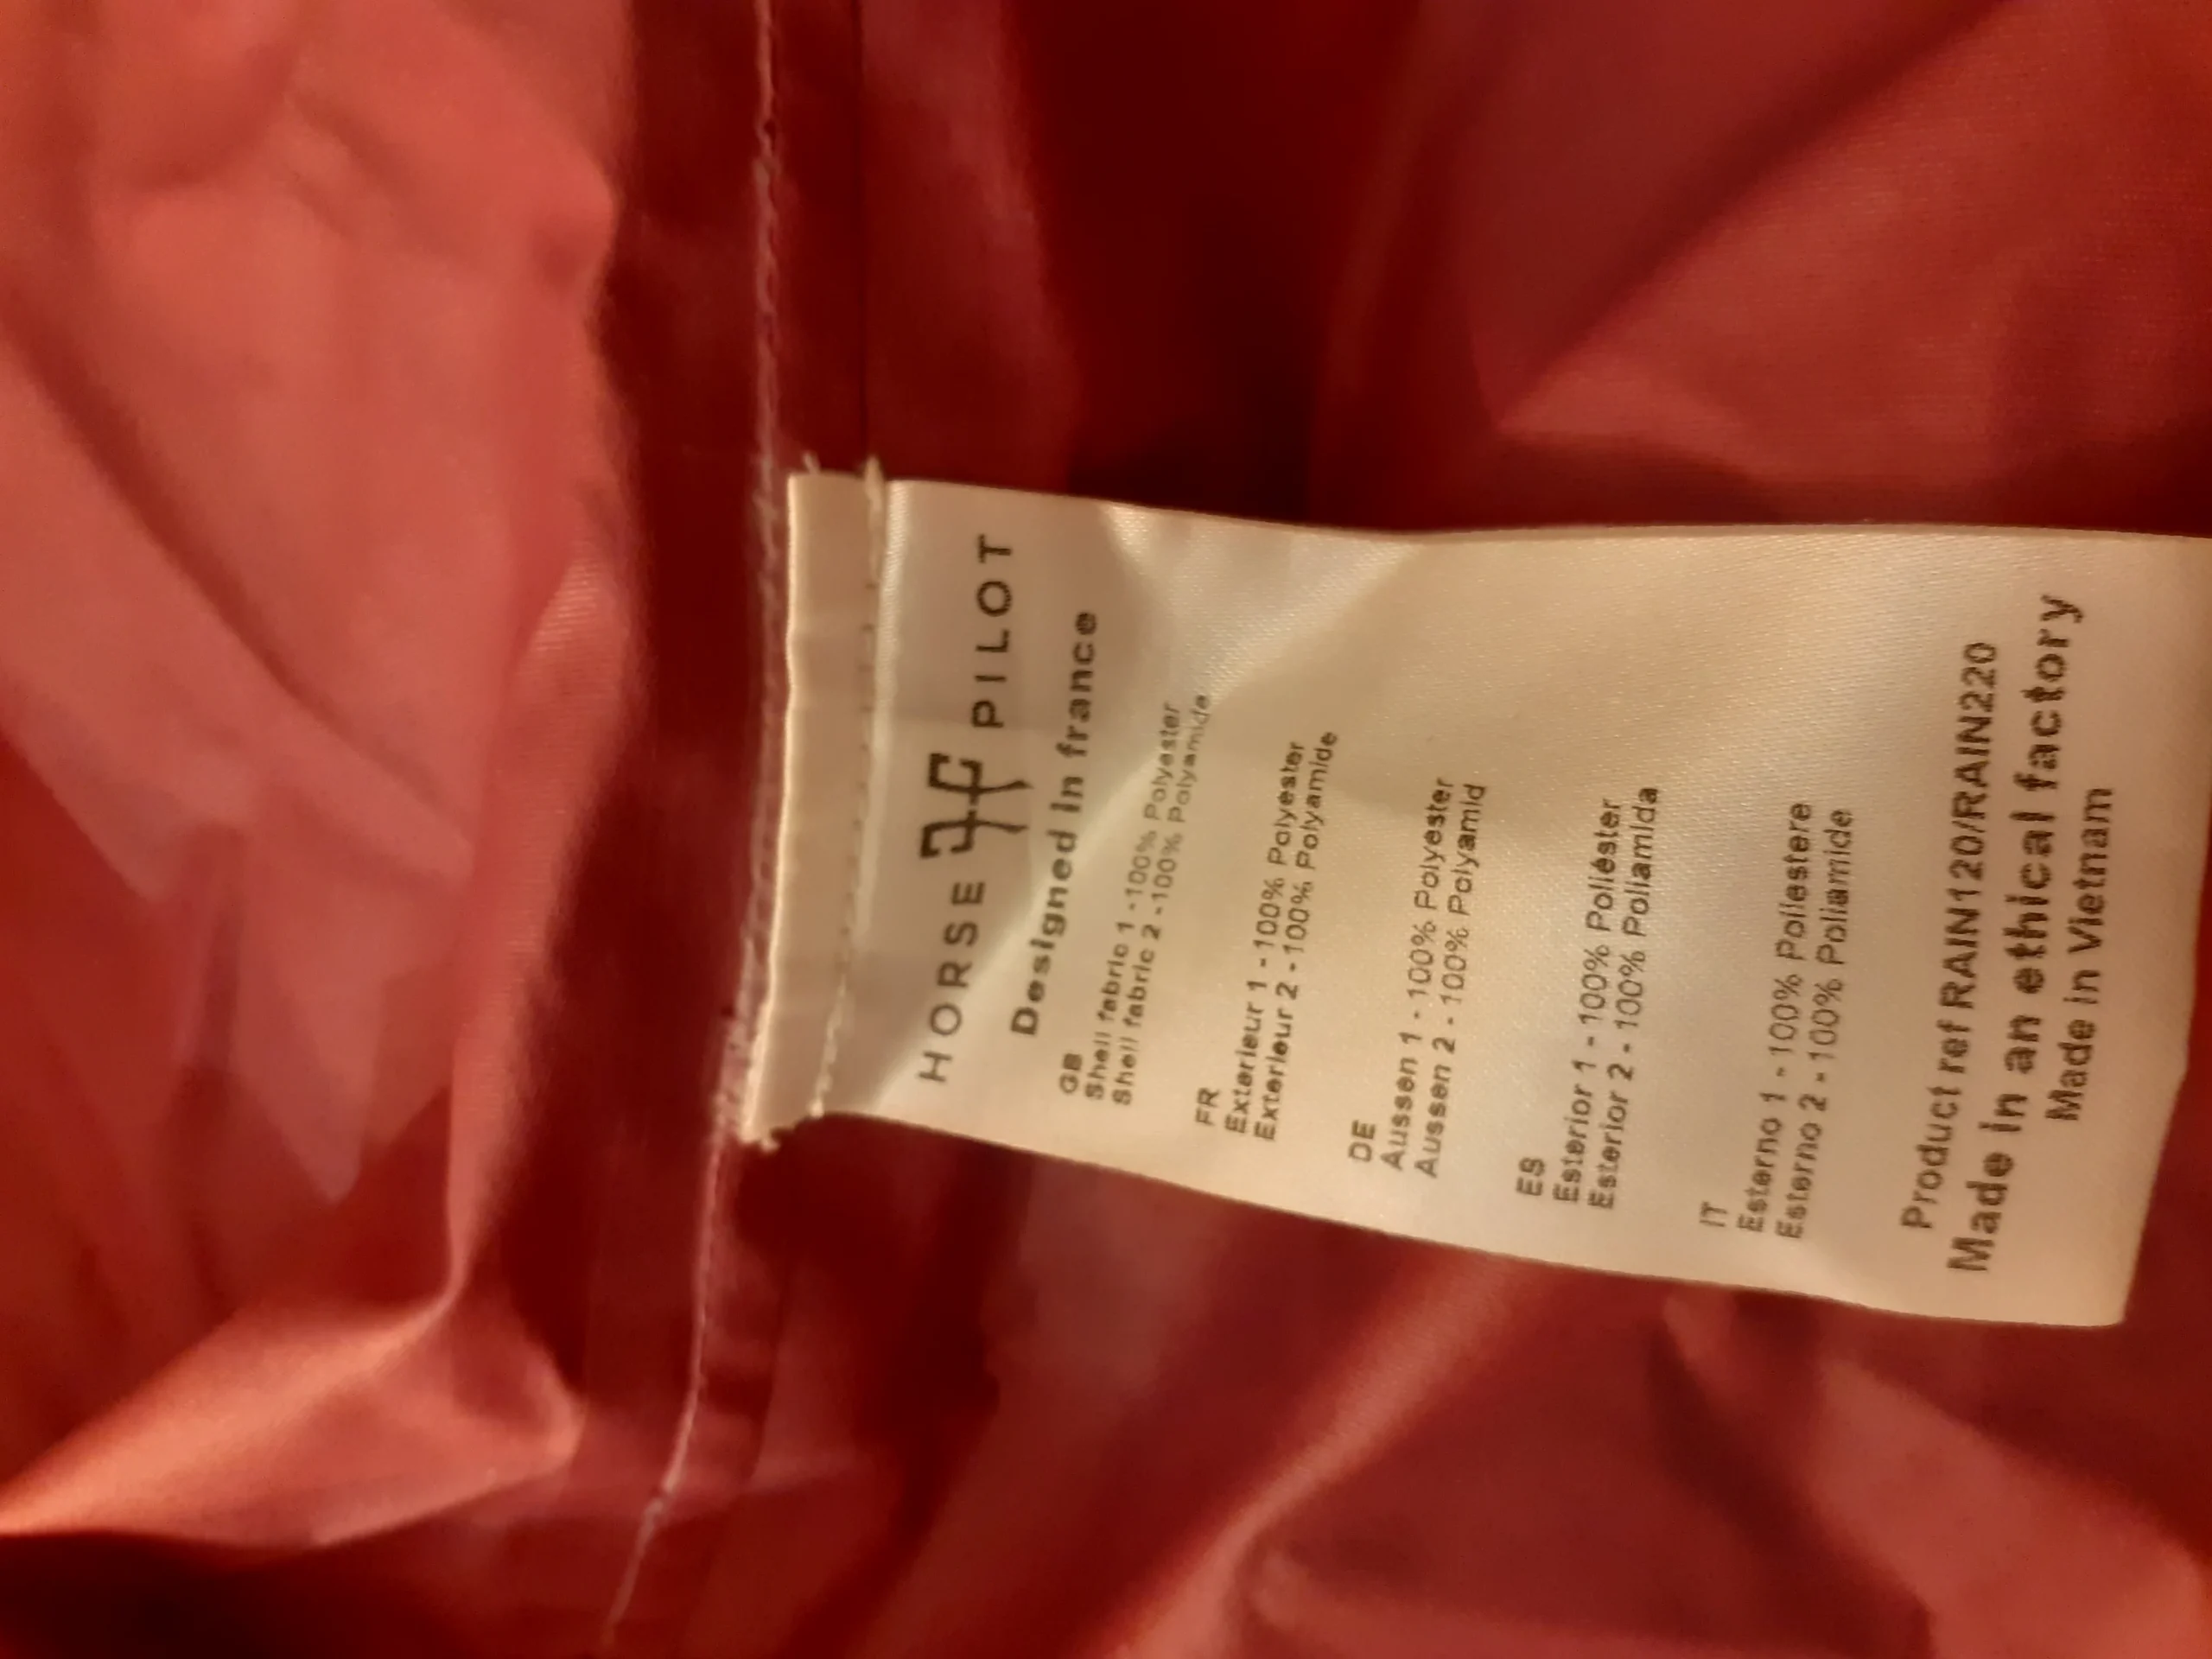 HORSE PILOT
Designed in france
GB
Shell fabric 1 -100% Polyester
Shell fabric 2 -100% Polyamide
FR
Exterieur 1 -100% Polyester
Exterieur 2 -100% Polyamide
DE
Aussen 1 - 100% Polyester
Aussen 2 - 100% Polyamid
ES
Esterior 1 - 100% Poliéster
Esterior 2 - 100% Poliamida
IT
Esterno 1 - 100% Poliestere
Esterno 2 - 100% Poliamide
Product ref RAIN120/RAIN220
Made in an ethical factory
Made in Vietnam